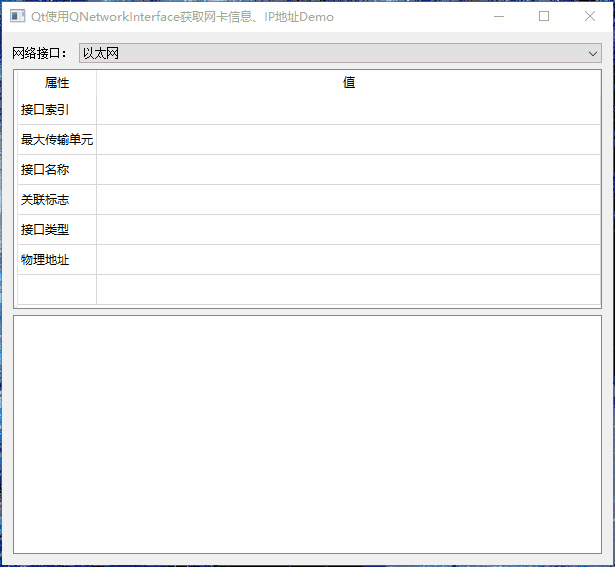 Qt使用QNetworkInterface获取网卡信息、IP地址Demo
网络接口： 以太网
属性 值
接口索引
最大传输单元
接口名称
关联标志
接口类型
物理地址